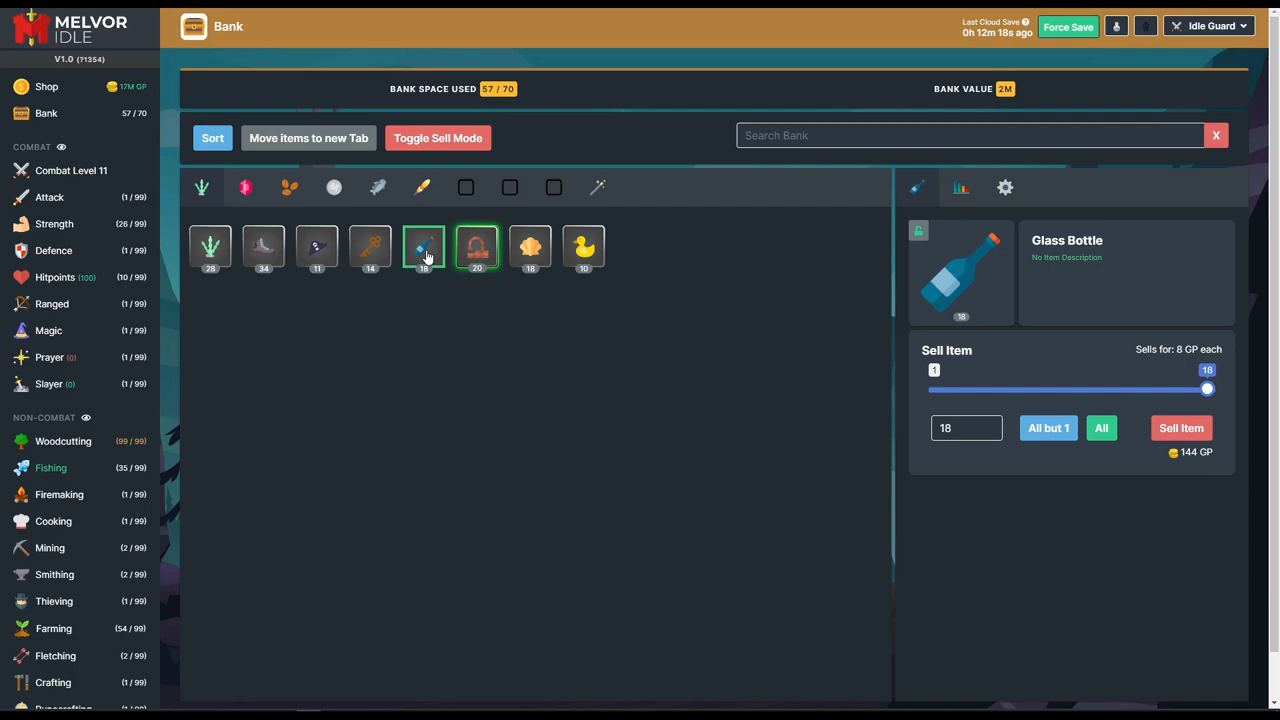 MELVOR
IDLE
V1.0 (?1354)
Shop
17M GP
Bank
57 / 70
COMBAT
Combat Level 11
Attack
(1 / 99)
Strength
(26 / 99)
Defence
(1 / 99)
Hitpoints (100)
(10 / 99)
Ranged
(1 / 99)
Magic
(1 / 99)
Prayer (0)
(1 / 99)
Slayer (0)
(1 / 99)
NON-COMBAT
Woodcutting
(99 / 99)
Fishing
(35 / 99)
Firemaking
(1 / 99)
Cooking
(1 / 99)
Mining
(2 / 99)
Smithing
(2 / 99)
Thieving
(1 / 99)
Farming
(54 / 99)
Fletching
(2 / 99)
Crafting
(1 / 99)
Bank
Last Cloud Save
0h 12m 18s ago
Force Save
Idle Guard
BANK SPACE USED 57 / 70
BANK VALUE 2M
Sort
Move items to new Tab
Toggle Sell Mode
Search Bank
X
28
34
11
14
18
20
18
10
Glass Bottle
No Item Description
18
Sell Item
Sells for: 8 GP each
1
18
18
All but 1
All
Sell Item
144 GP